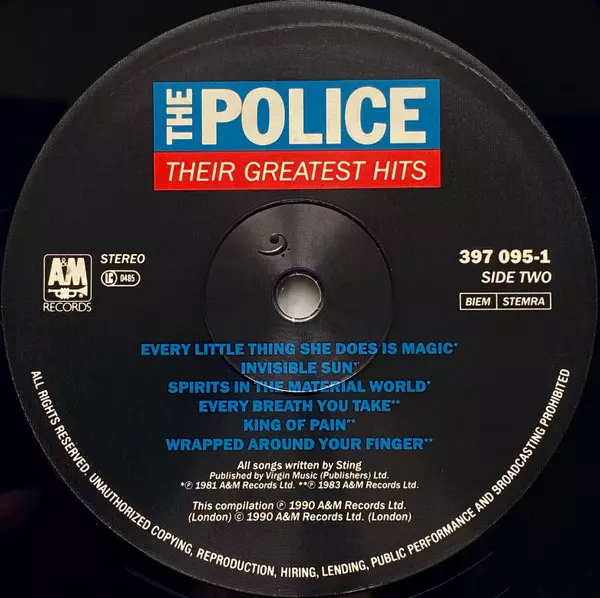 THE POLICE
THEIR GREATEST HITS
A&M
RECORDS
STEREO
LC 0485
397 095-1
SIDE TWO
BIEM STEMRA
EVERY LITTLE THING SHE DOES IS MAGIC*
INVISIBLE SUN*
SPIRITS IN THE MATERIAL WORLD*
EVERY BREATH YOU TAKE**
KING OF PAIN**
WRAPPED AROUND YOUR FINGER**
All songs written by Sting
Published by Virgin Music (Publishers) Ltd.
*℗ 1981 A&M Records Ltd. **℗ 1983 A&M Records Ltd.
This compilation ℗ 1990 A&M Records Ltd.
(London) © 1990 A&M Records Ltd. (London)
ALL RIGHTS RESERVED. UNAUTHORIZED COPYING, REPRODUCTION, HIRING, LENDING, PUBLIC PERFORMANCE AND BROADCASTING PROHIBITED